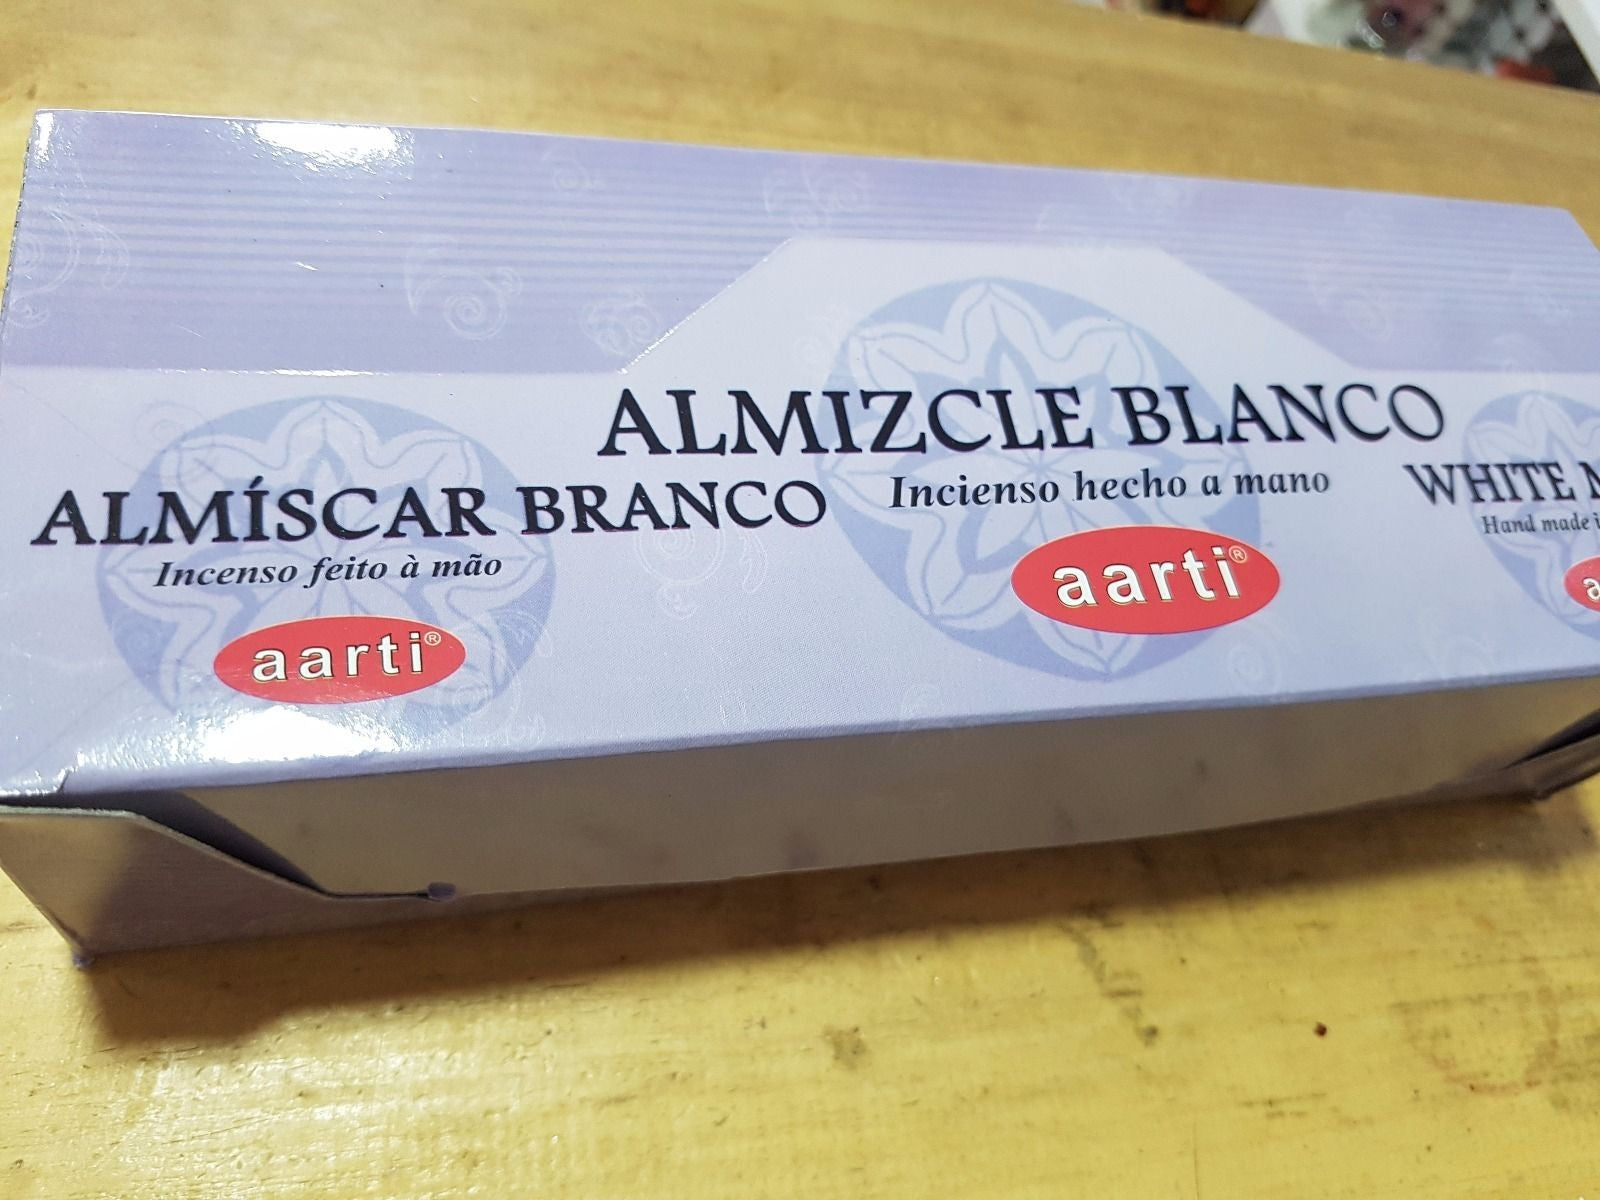 ALMÍSCAR BRANCO
Incenso feito à mão
aarti®
ALMIZCLE BLANCO
Incienso hecho a mano
aarti®
WHITE
Hand made